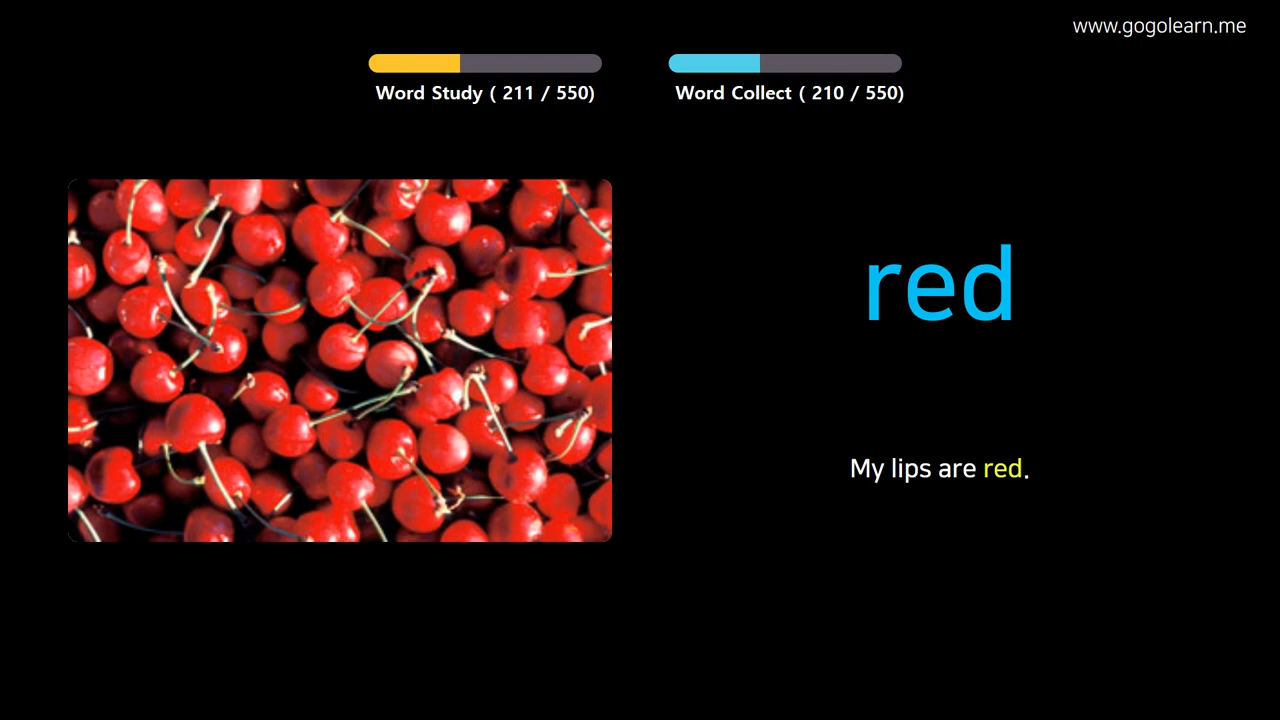 www.gogolearn.me
Word Study ( 211 / 550)
Word Collect ( 210 / 550)
red
My lips are red.